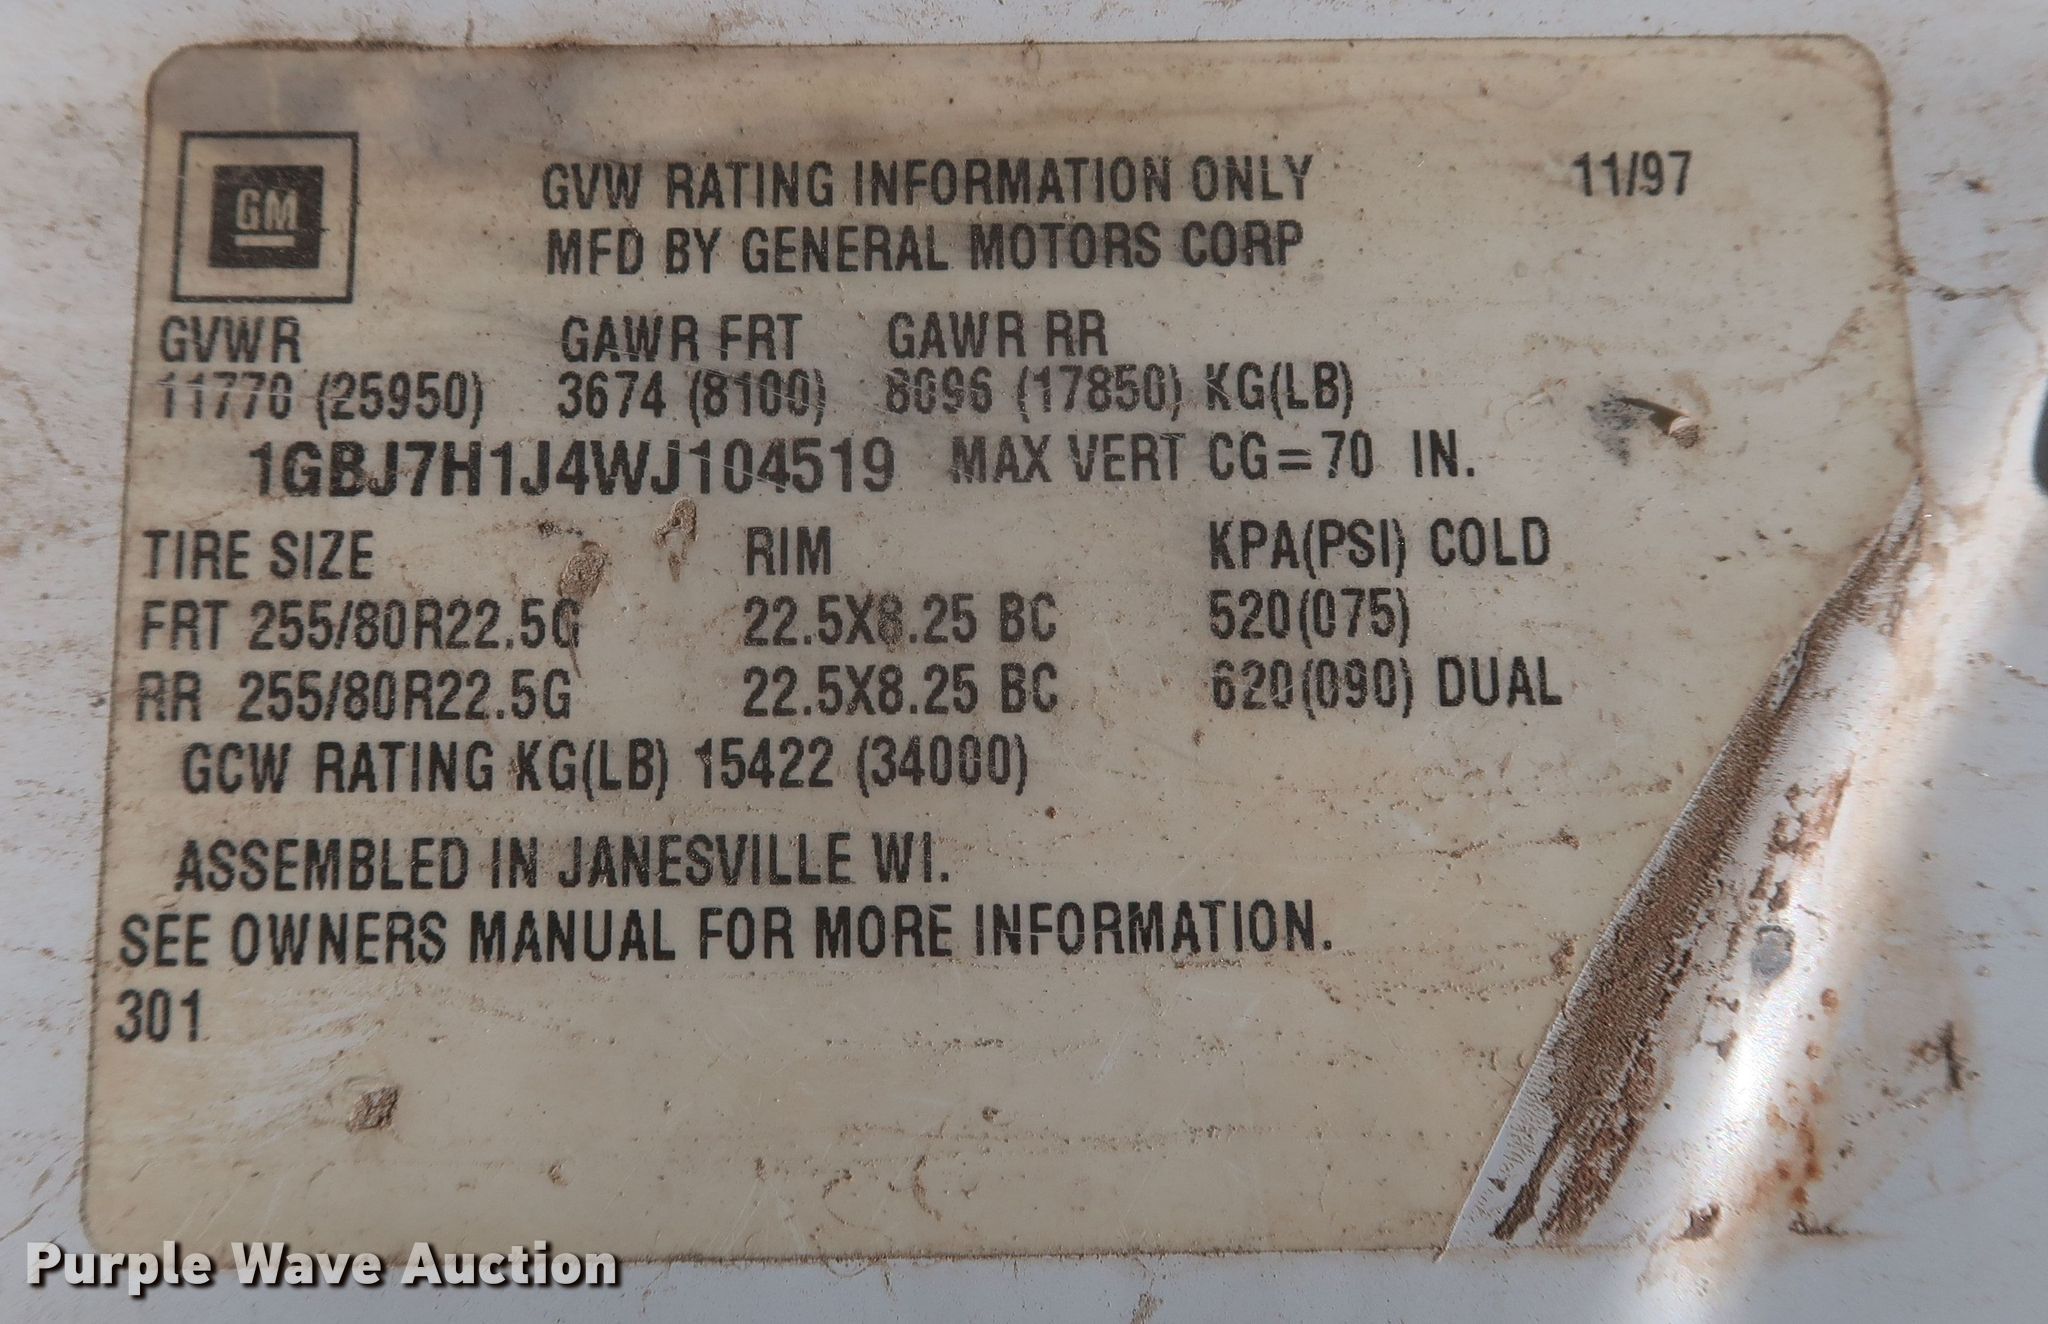 GM
GVW RATING INFORMATION ONLY 11/97
MFD BY GENERAL MOTORS CORP
GVWR GAWR FRT GAWR RR
11770 (25950) 3674 (8100) 8096 (17850) KG(LB)
1GBJ7H1J4WJ104519 MAX VERT CG=70 IN.
TIRE SIZE RIM KPA(PSI) COLD
FRT 255/80R22.5G 22.5X8.25 BC 520(075)
RR 255/80R22.5G 22.5X8.25 BC 620(090) DUAL
GCW RATING KG(LB) 15422 (34000)
ASSEMBLED IN JANESVILLE WI.
SEE OWNERS MANUAL FOR MORE INFORMATION.
301
Purple Wave Auction